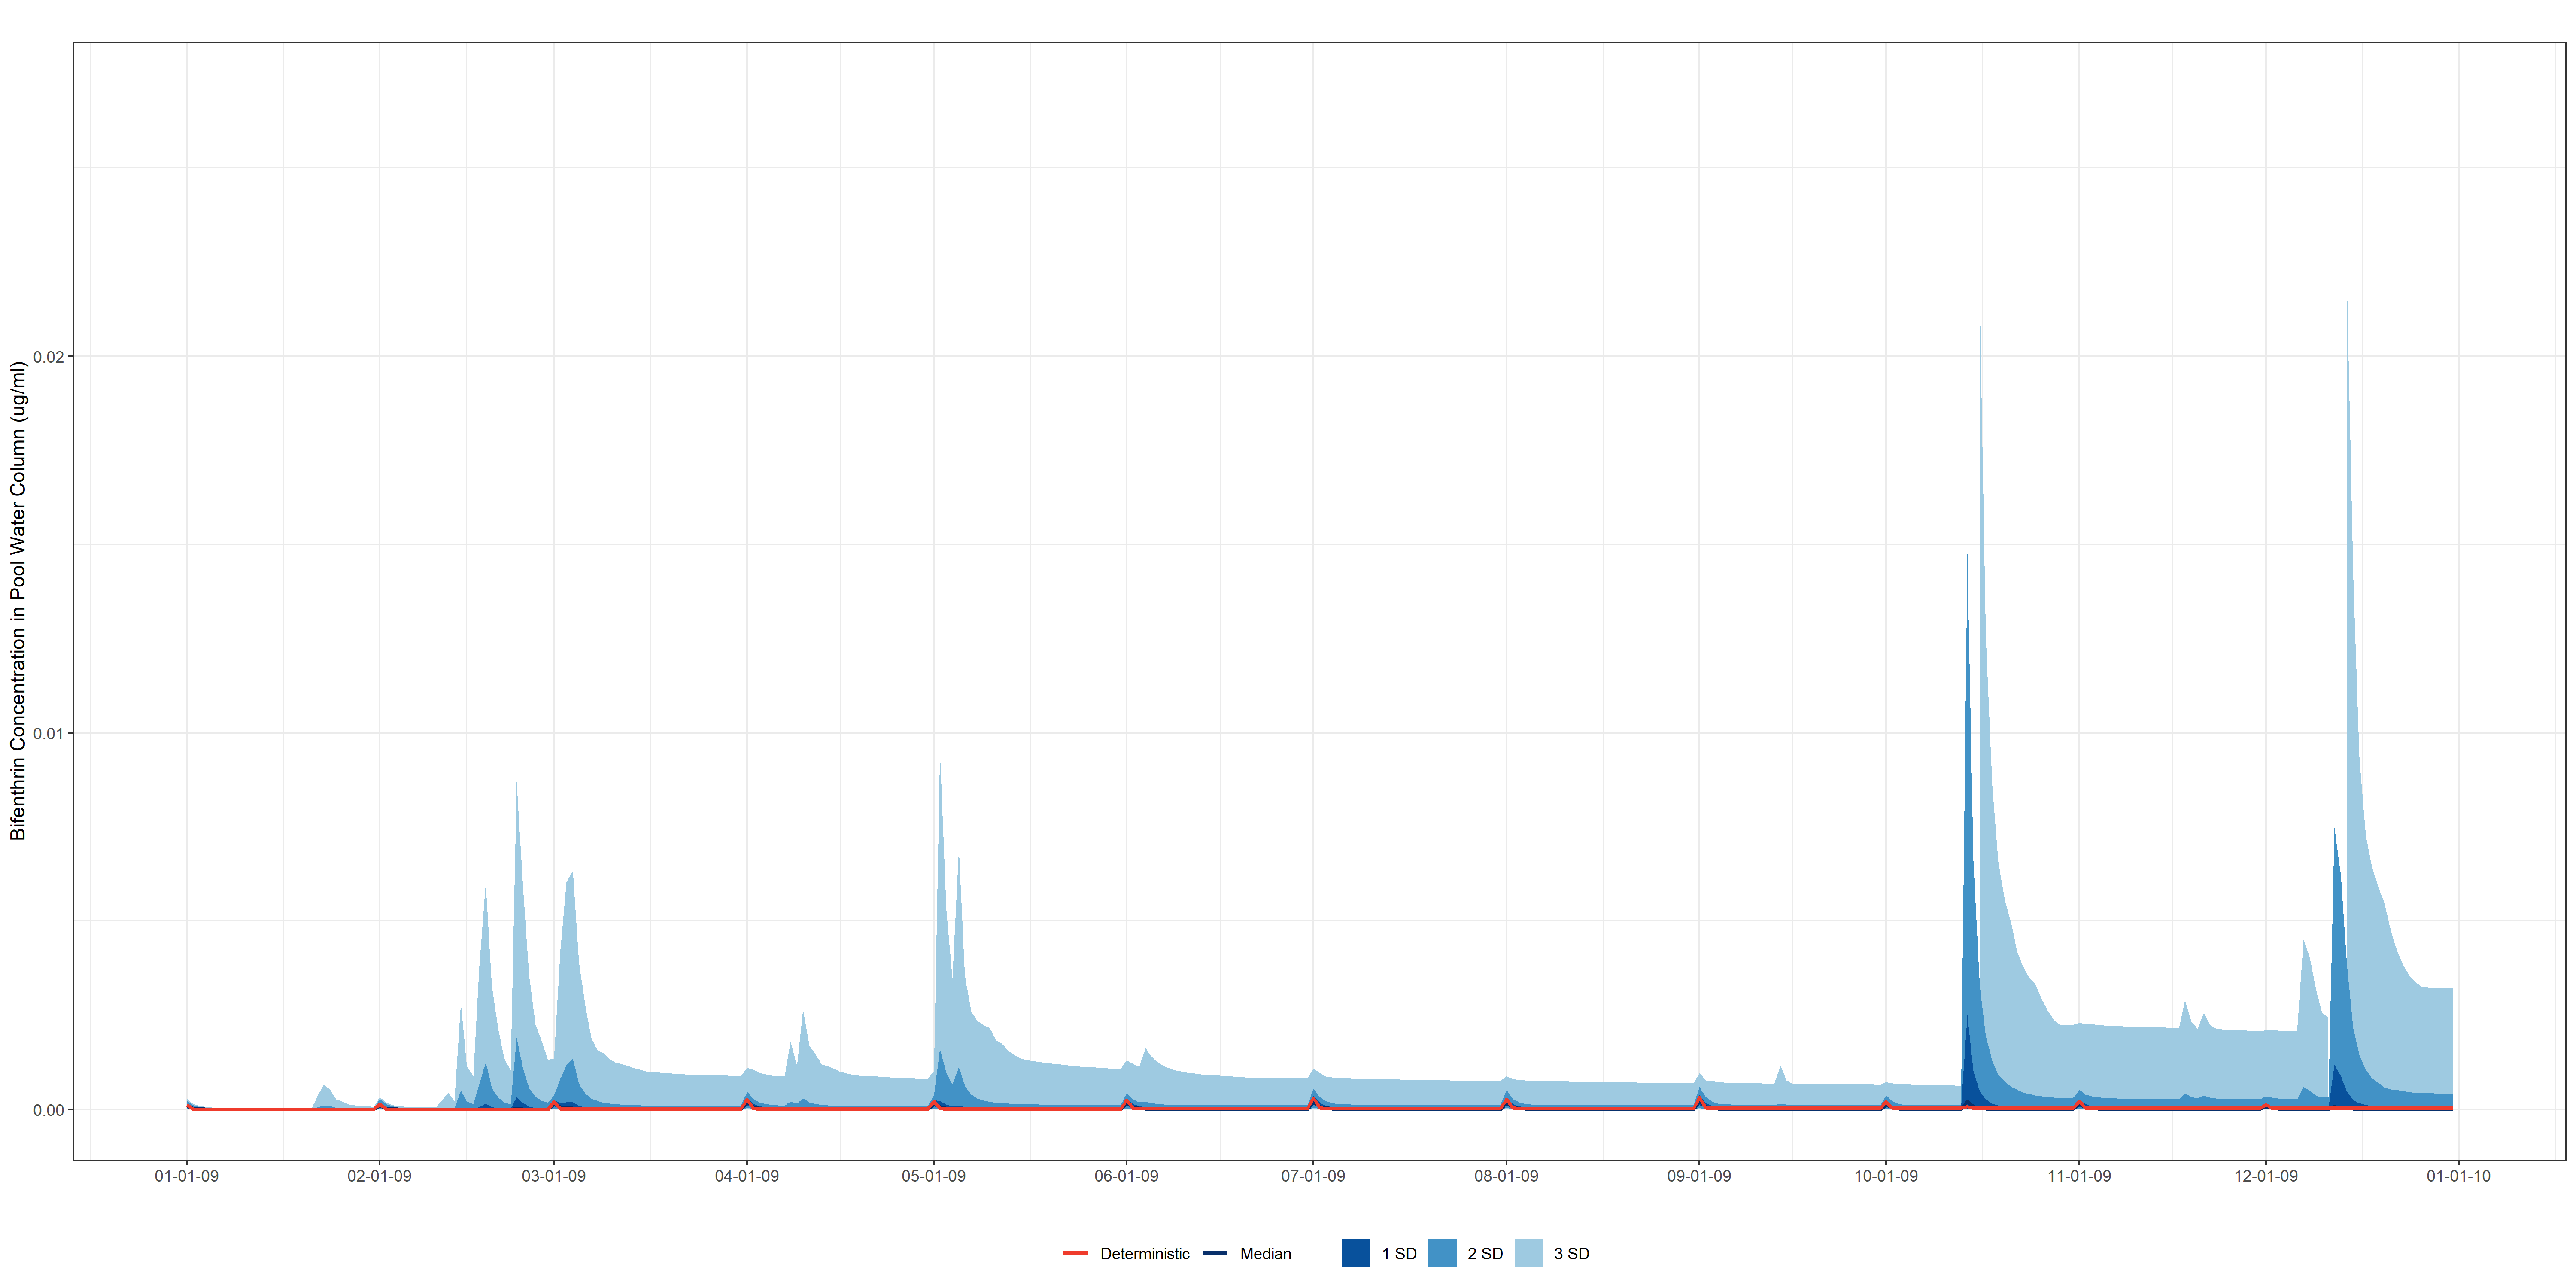 Bifenthrin Concentration in Pool Water Column (ug/ml)
0.02
0.01
0.00
01-01-09 02-01-09 03-01-09 04-01-09 05-01-09 06-01-09 07-01-09 08-01-09 09-01-09 10-01-09 11-01-09 12-01-09 01-01-10
Deterministic Median 1 SD 2 SD 3 SD